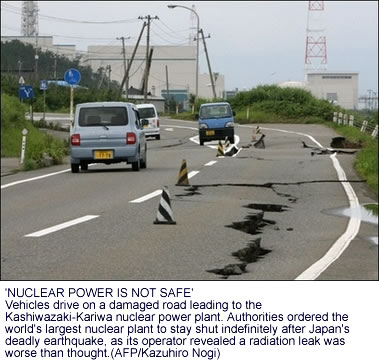 'NUCLEAR POWER IS NOT SAFE'
Vehicles drive on a damaged road leading to the
Kashiwazaki-Kariwa nuclear power plant. Authorities ordered the
world's largest nuclear plant to stay shut indefinitely after Japan's
deadly earthquake, as its operator revealed a radiation leak was
worse than thought.(AFP/Kazuhiro Nogi)